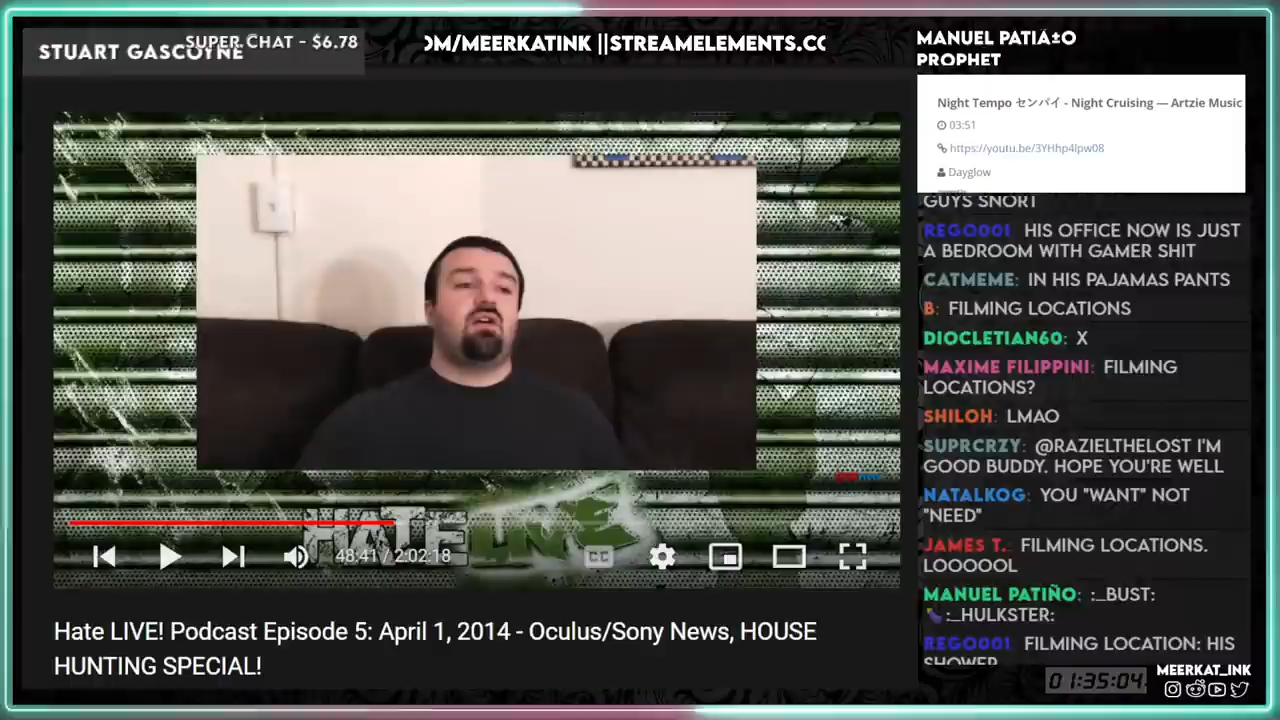 STUART GASCOYNE
SUPER CHAT - $6.78
OM/MEERKATINK ||STREAMELEMENTS.CO
MANUEL PATIÃ±O
PROPHET
Night Tempo センパイ - Night Cruising — Artzie Music
03:51
https://youtu.be/3YHhp4lpw08
Dayglow
GUYS SNORT
REGO001 HIS OFFICE NOW IS JUST
A BEDROOM WITH GAMER SHIT
CATMEME: IN HIS PAJAMAS PANTS
B: FILMING LOCATIONS
DIOCLETIAN60: X
MAXIME FILIPPINI: FILMING
LOCATIONS?
SHILOH: LMAO
SUPRCRZY: @RAZIELTHELOST I'M
GOOD BUDDY. HOPE YOU'RE WELL
NATALKOG: YOU "WANT" NOT
"NEED"
JAMES T.: FILMING LOCATIONS.
LOOOOOL
MANUEL PATIÑO: :_BUST:
:_HULKSTER:
REGO001 FILMING LOCATION: HIS
SHOWER
HATE LIVE
48:41 / 2:02:18
CC
Hate LIVE! Podcast Episode 5: April 1, 2014 - Oculus/Sony News, HOUSE
HUNTING SPECIAL!
01:35:04
MEERKAT_INK